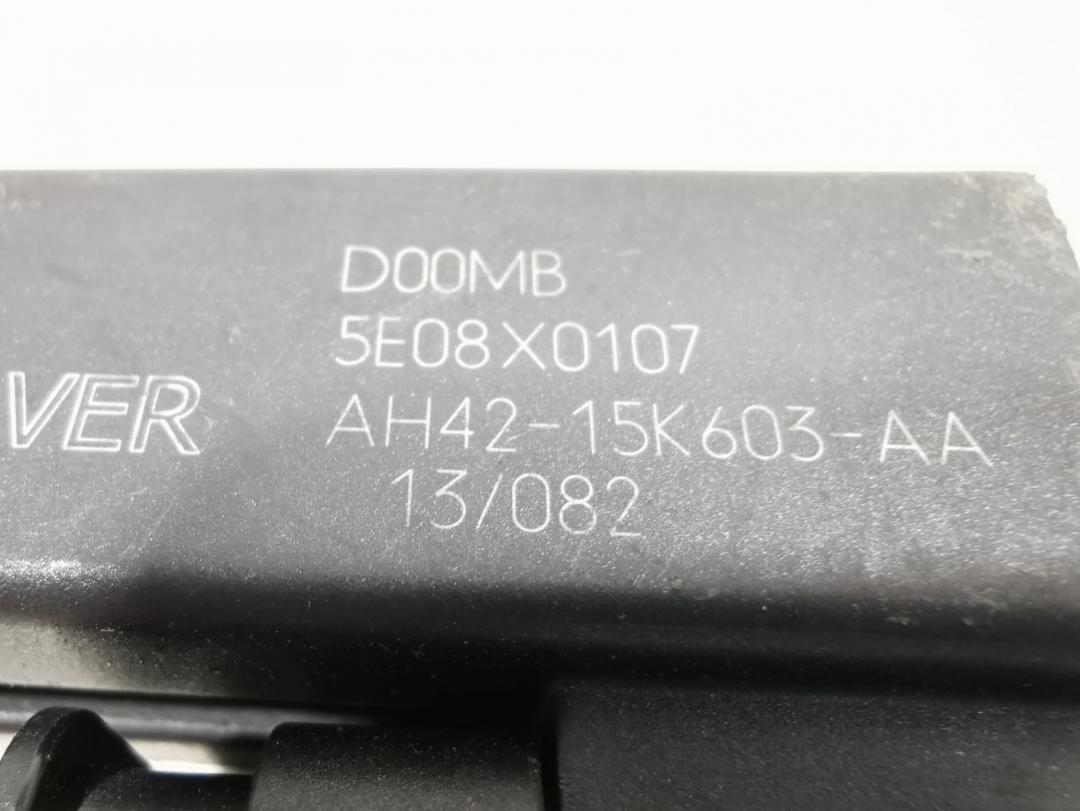 D00MB
5E08X0107
VER
AH42-15K603-AA
13/082